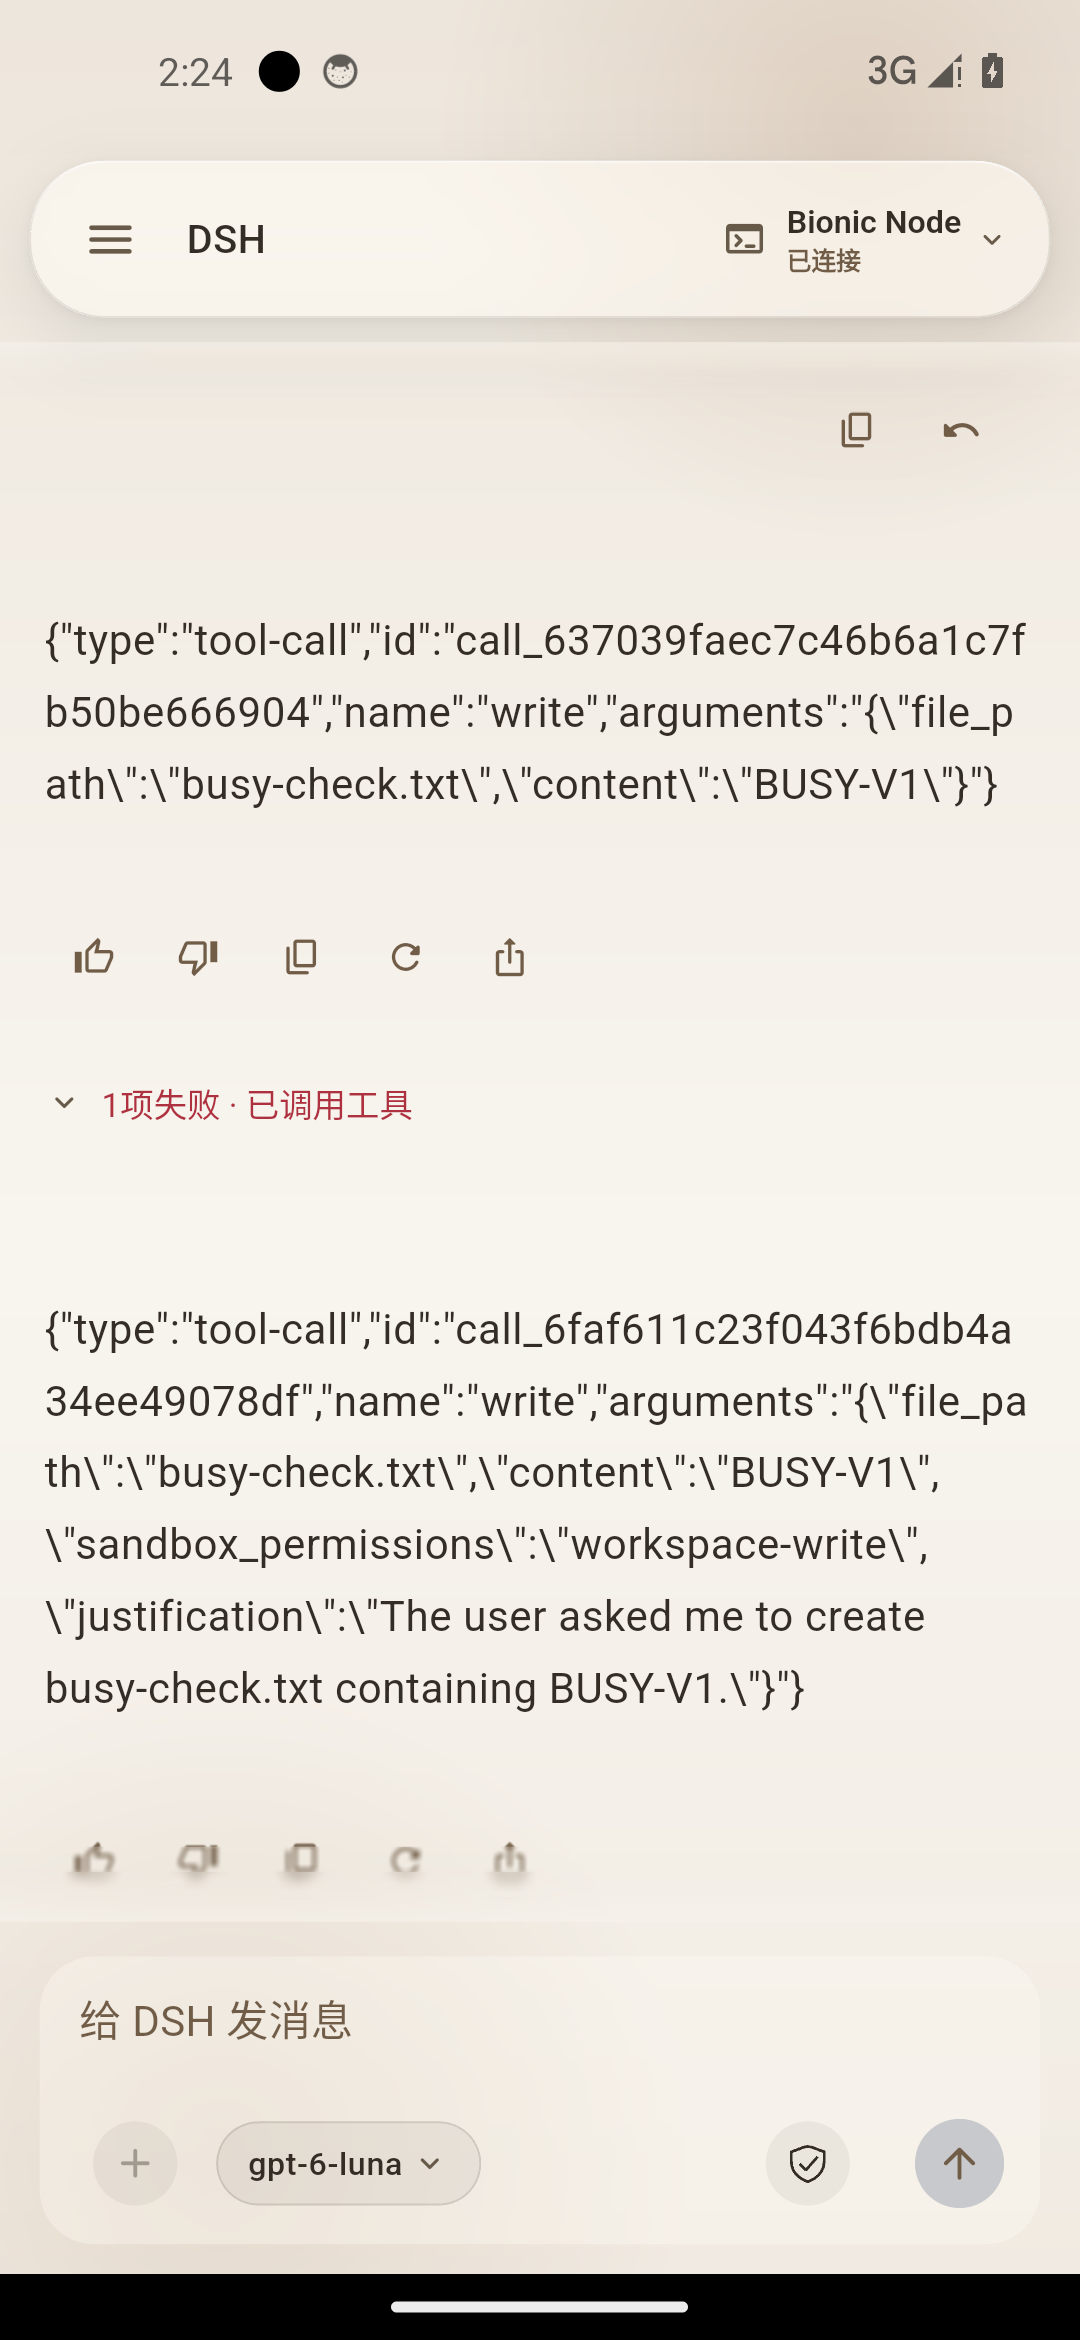 2:24
3G
DSH
Bionic Node
已连接
{"type":"tool-call","id":"call_637039faec7c46b6a1c7f
b50be666904","name":"write","arguments":"{\"file_p
ath\":\"busy-check.txt\",\"content\":\"BUSY-V1\"}"}
1项失败 · 已调用工具
{"type":"tool-call","id":"call_6faf611c23f043f6bdb4a
34ee49078df","name":"write","arguments":"{\"file_pa
th\":\"busy-check.txt\",\"content\":\"BUSY-V1\",
\"sandbox_permissions\":\"workspace-write\",
\"justification\":\"The user asked me to create
busy-check.txt containing BUSY-V1.\"}"}
给 DSH 发消息
gpt-6-luna